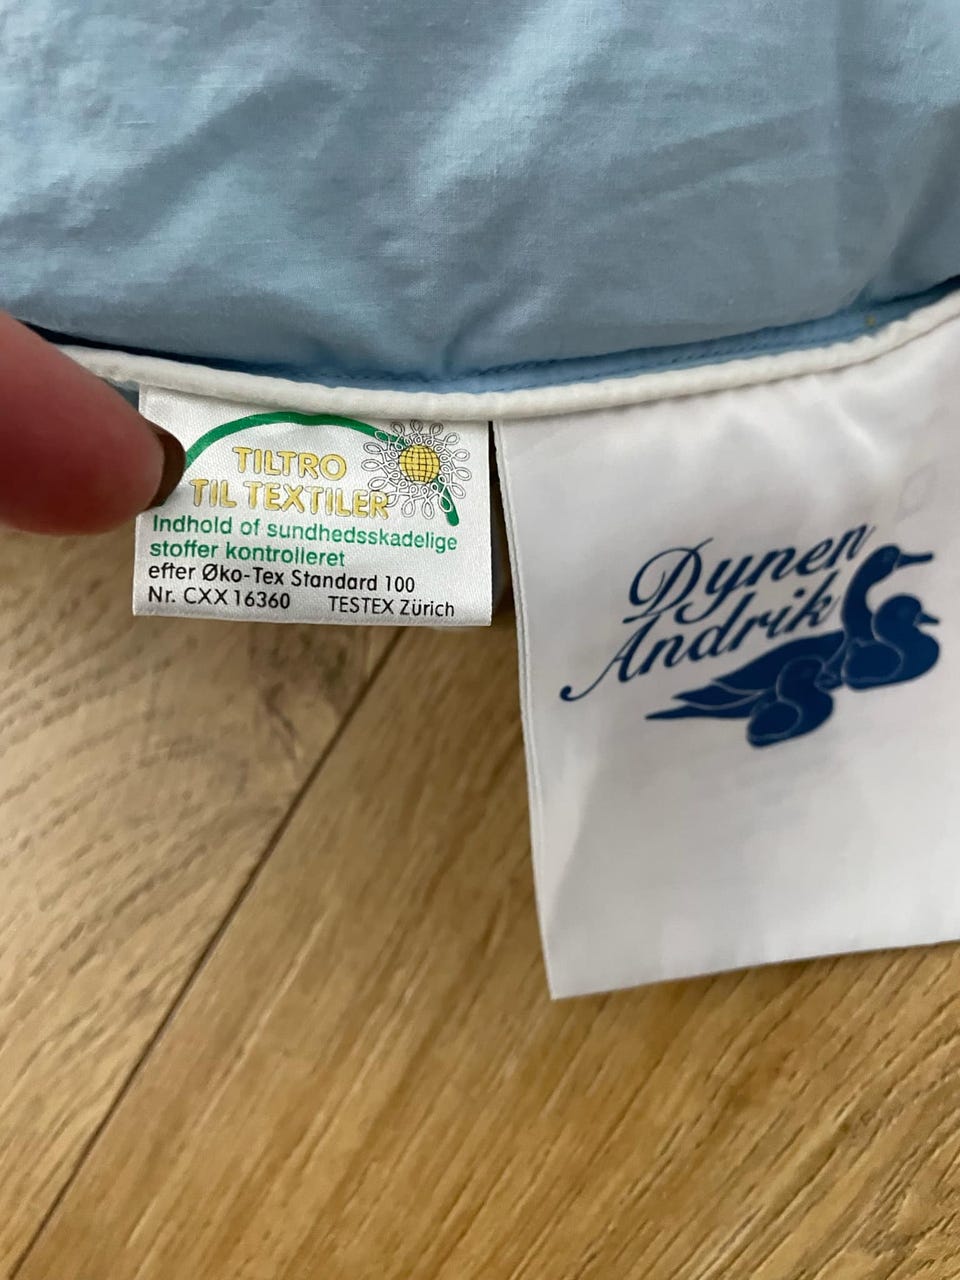 TILTRO
TIL TEXTILER
Indhold of sundhedsskadelige
stoffer kontrolleret
efter Øko-Tex Standard 100
Nr. CXX 16360 TESTEX Zürich
Dynen
Andrik